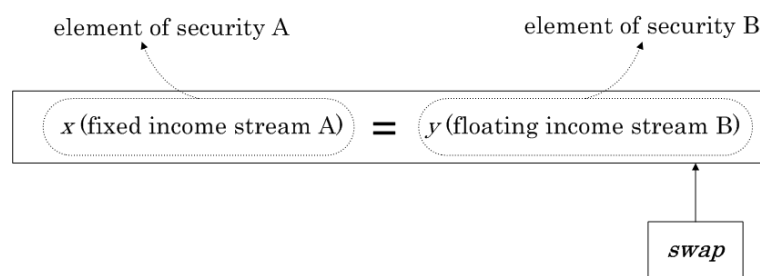 element of security A
element of security B
x (fixed income stream A) = y (floating income stream B)
swap